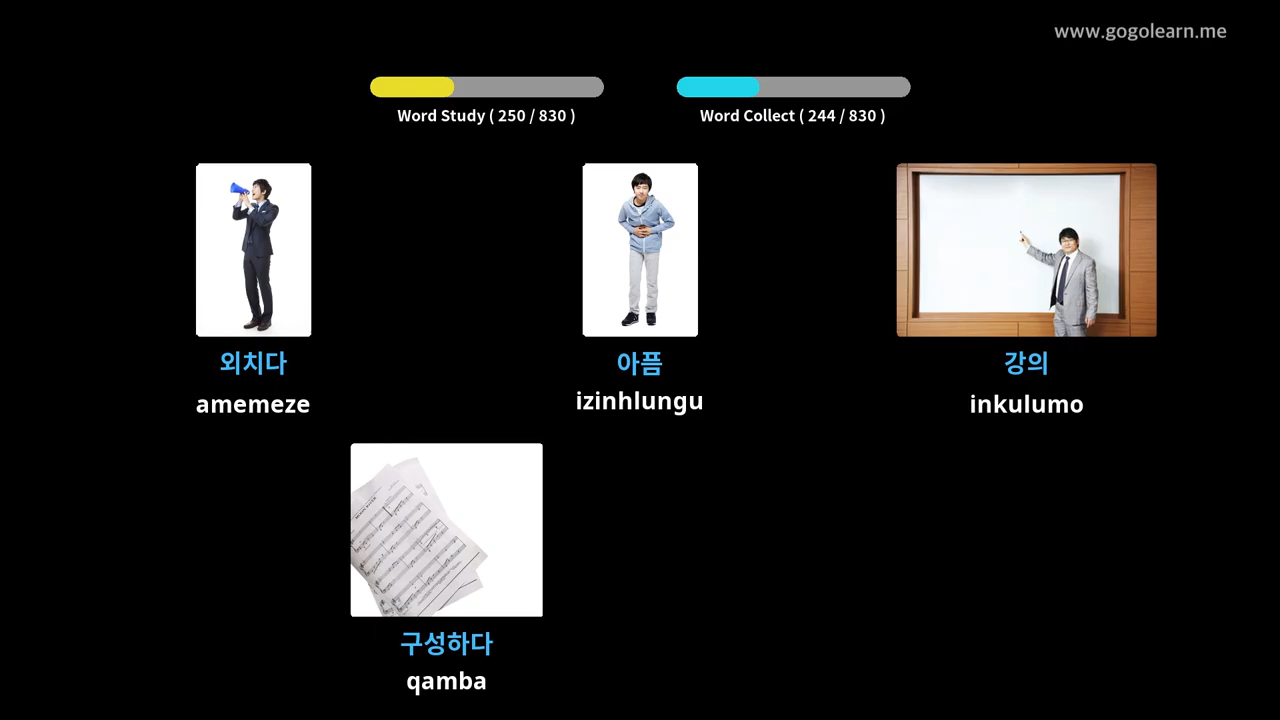 www.gogolearn.me
Word Study ( 250 / 830 )
Word Collect ( 244 / 830 )
외치다
amemeze
아픔
izinhlungu
강의
inkulumo
구성하다
qamba